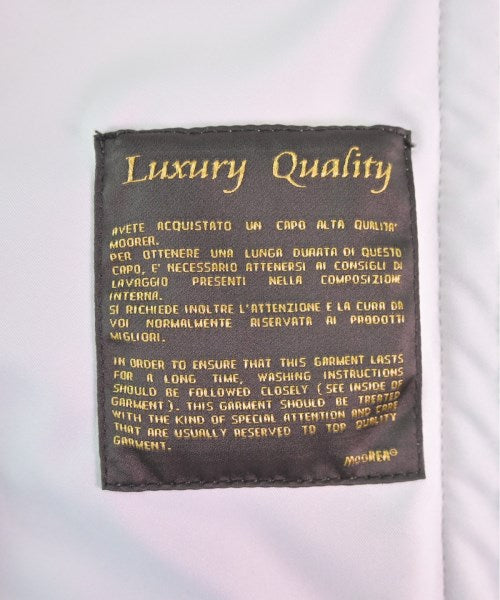 Luxury Quality
AVETE ACQUISTATO UN CAPO ALTA QUALITA'
MOORER.
PER OTTENERE UNA LUNGA DURATA DI QUESTO
CAPO, E' NECESSARIO ATTENERSI AI CONSIGLI DI
LAVAGGIO PRESENTI NELLA COMPOSIZIONE
INTERNA.
SI RICHIEDE INOLTRE L'ATTENZIONE E LA CURA DA
VOI NORMALMENTE RISERVATA AI PRODOTTI
MIGLIORI.
IN ORDER TO ENSURE THAT THIS GARMENT LASTS
FOR A LONG TIME, WASHING INSTRUCTIONS
SHOULD BE FOLLOWED CLOSELY (SEE INSIDE OF
GARMENT). THIS GARMENT SHOULD BE TREATED
WITH THE KIND OF SPECIAL ATTENTION AND CARE
THAT ARE USUALLY RESERVED TO TOP QUALITY
GARMENT.
MOORER®